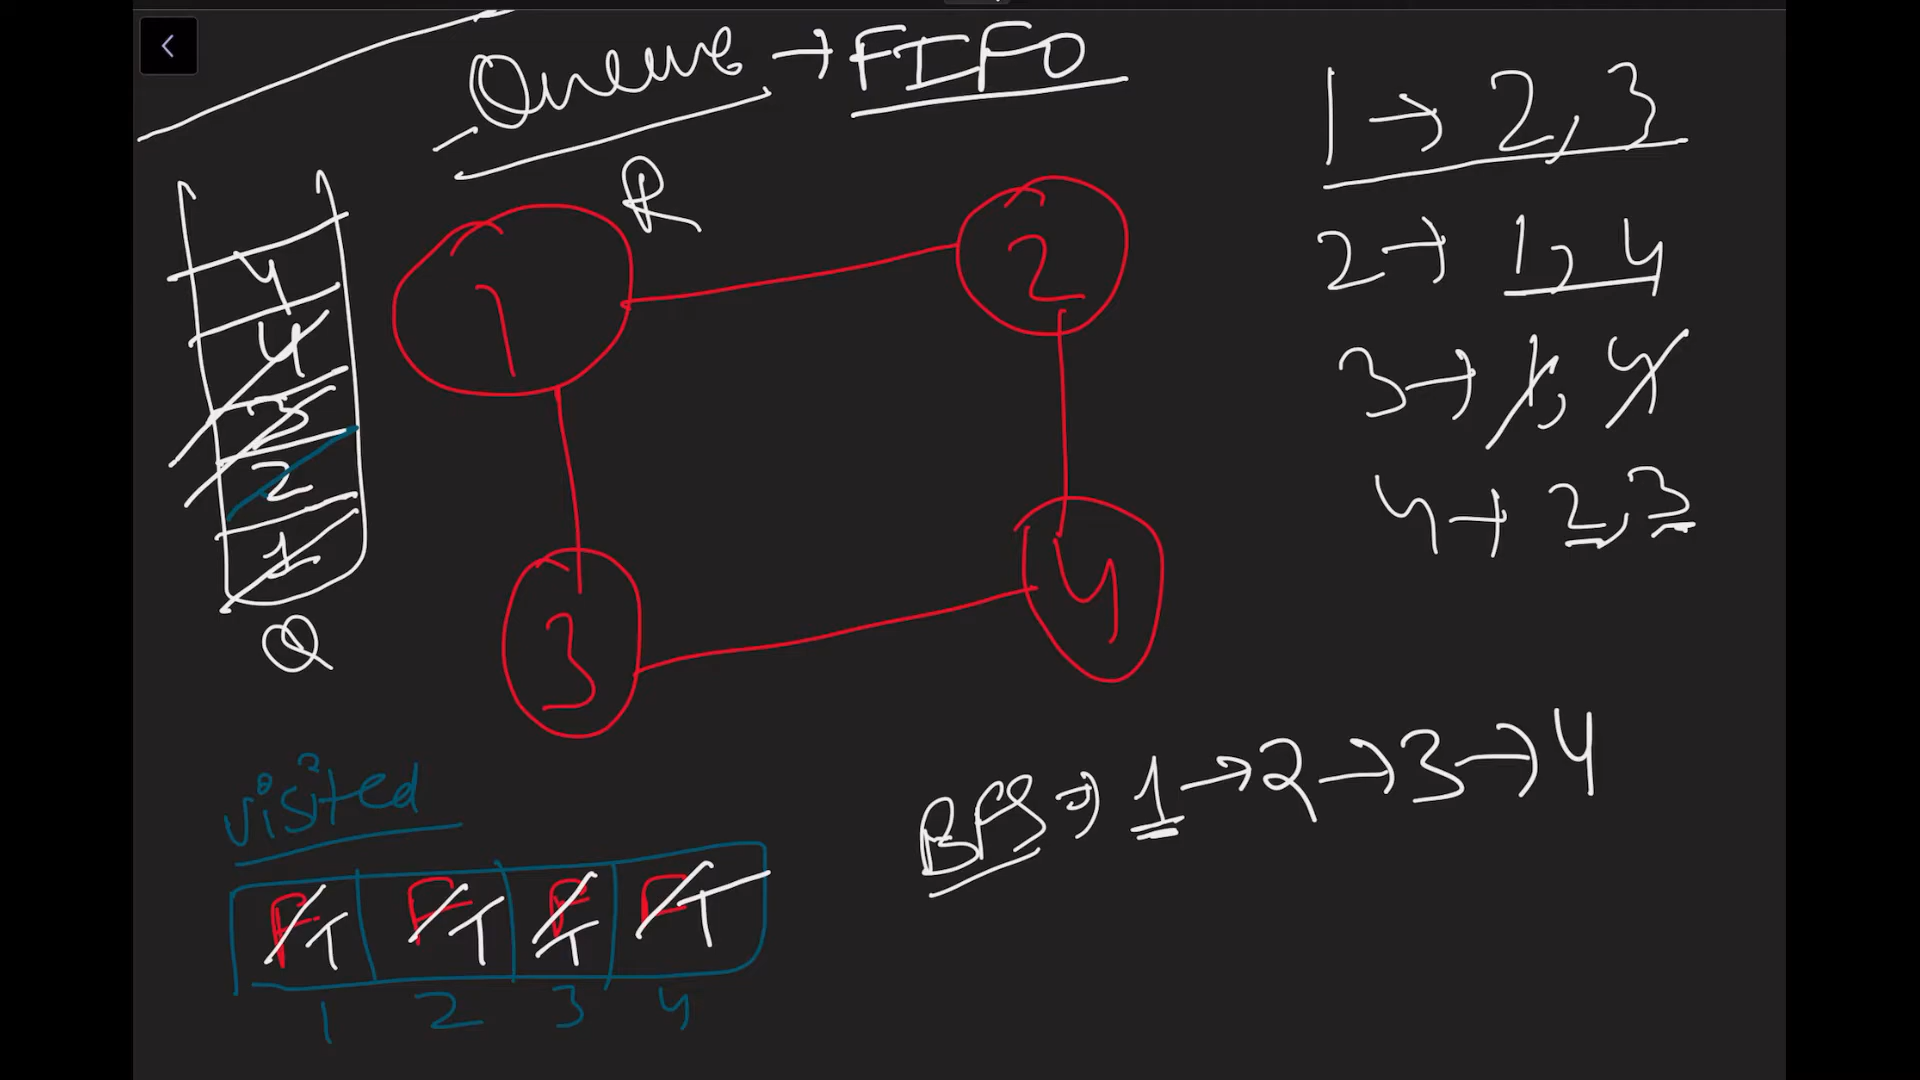 Queue → FIFO
R
1 → 2, 3
2 → 1, 4
3 → 1, 4
4 → 2, 3
4
4
3
2
1
Q
1
2
3
4
BFS → 1 → 2 → 3 → 4
visited
F T F T F T F T
1 2 3 4